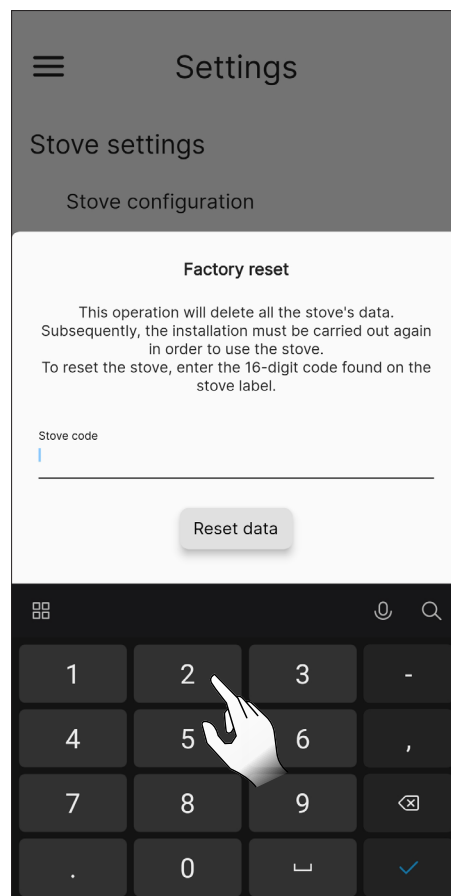 Settings
Stove settings
Stove configuration
Factory reset
This operation will delete all the stove's data.
Subsequently, the installation must be carried out again
in order to use the stove.
To reset the stove, enter the 16-digit code found on the
stove label.
Stove code
Reset data
1 2 3 -
4 5 6 ,
7 8 9
. 0